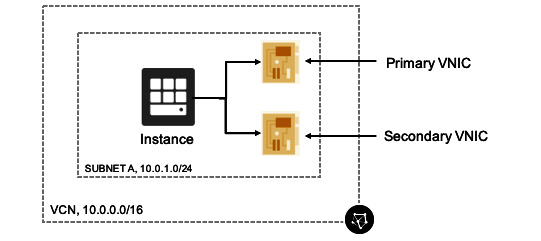 Primary VNIC
Instance
Secondary VNIC
SUBNET A, 10.0.1.0/24
VCN, 10.0.0.0/16